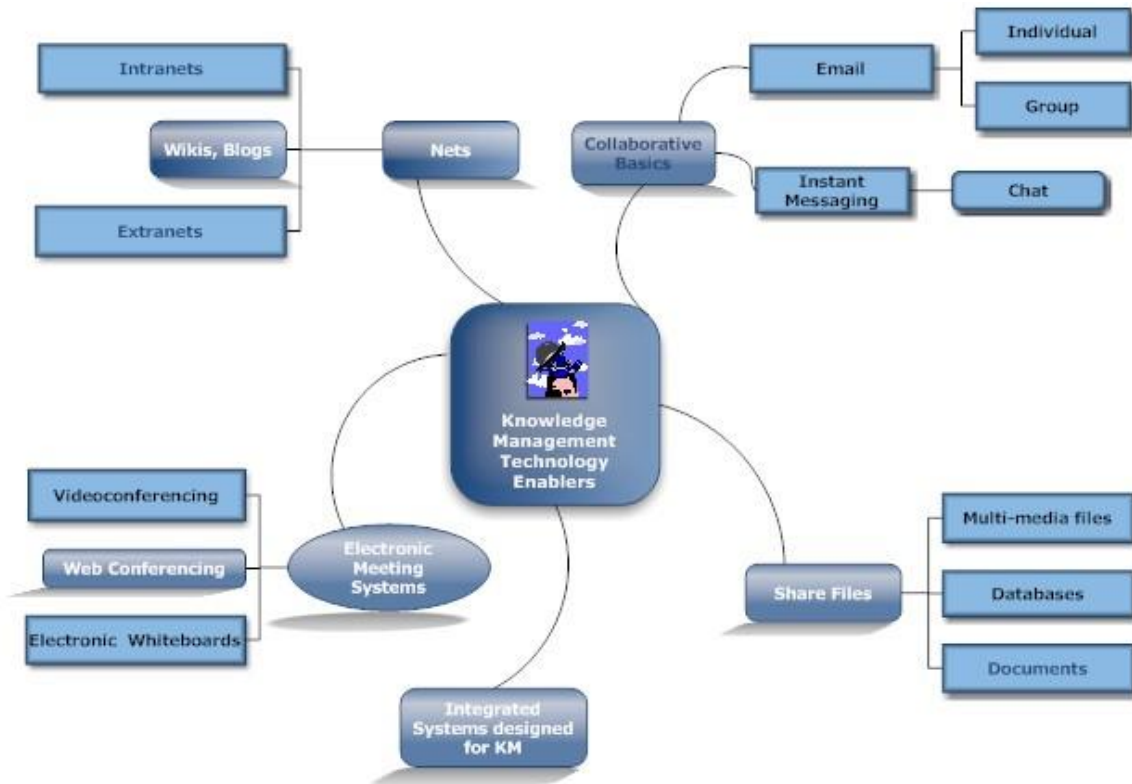 Intranets
Wikis, Blogs
Extranets
Nets
Collaborative
Basics
Email
Individual
Group
Instant
Messaging
Chat
Knowledge
Management
Technology
Enablers
Videoconferencing
Web Conferencing
Electronic Whiteboards
Electronic
Meeting
Systems
Integrated
Systems designed
for KM
Share Files
Multi-media files
Databases
Documents